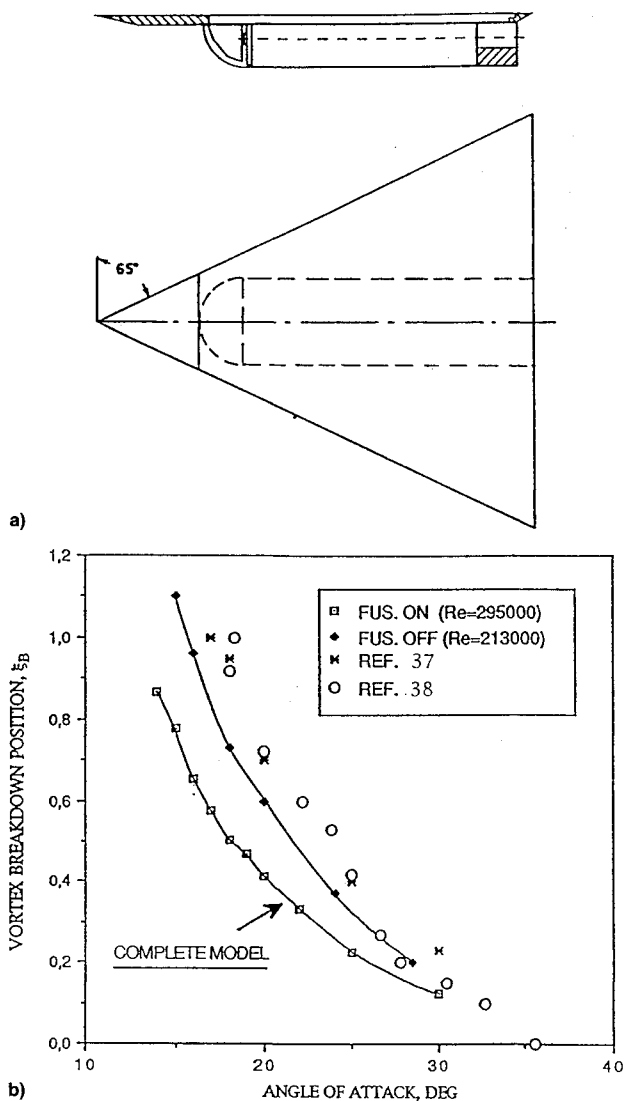 65°
a)
1,2
1,0
0,8
0,6
0,4
0,2
0,0
VORTEX BREAKDOWN POSITION, ξB
FUS. ON (Re=295000)
FUS. OFF (Re=213000)
REF. 37
REF. 38
COMPLETE MODEL
10
20
30
40
b)
ANGLE OF ATTACK, DEG